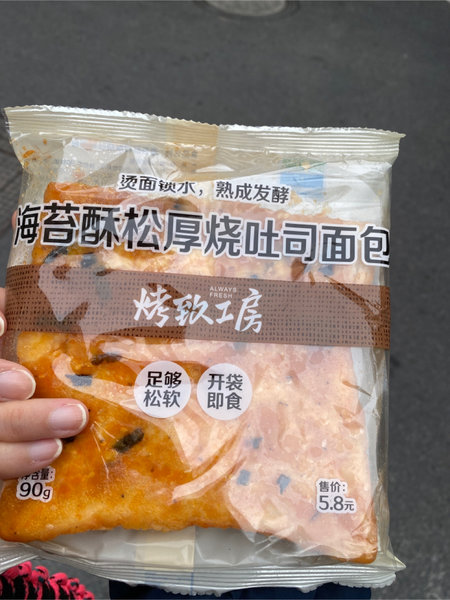 烫面锁水，熟成发酵
海苔酥松厚烧吐司面包
ALWAYS
FRESH
烤致工房
足够
松软
开袋
即食
净含量：
90g
售价：
5.8元